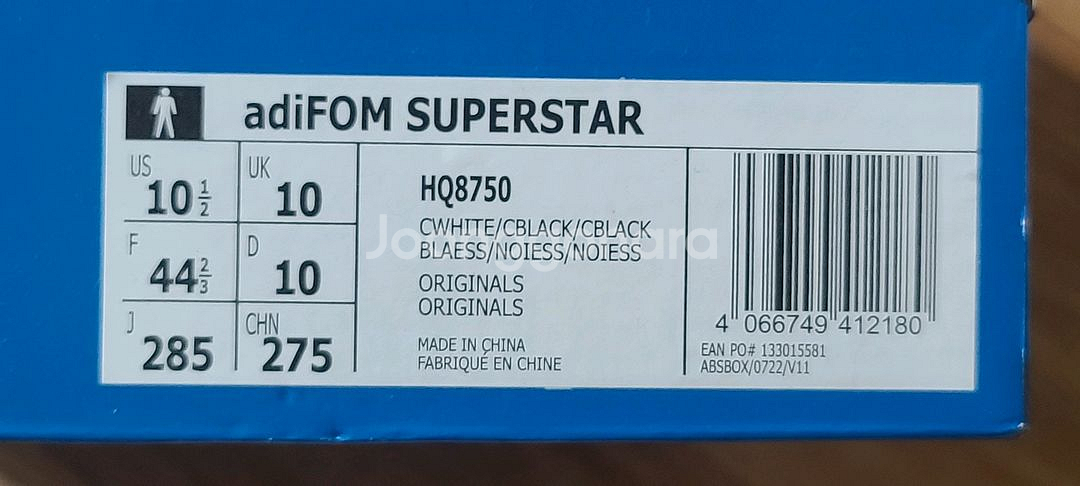 adiFOM SUPERSTAR
US
10 1/2
UK
10
F
44 2/3
D
10
J
285
CHN
275
HQ8750
CWHITE/CBLACK/CBLACK
BLAESS/NOIESS/NOIESS
ORIGINALS
ORIGINALS
MADE IN CHINA
FABRIQUÉ EN CHINE
4 066749 412180
EAN PO# 133015581
ABSBOX/0722/V11